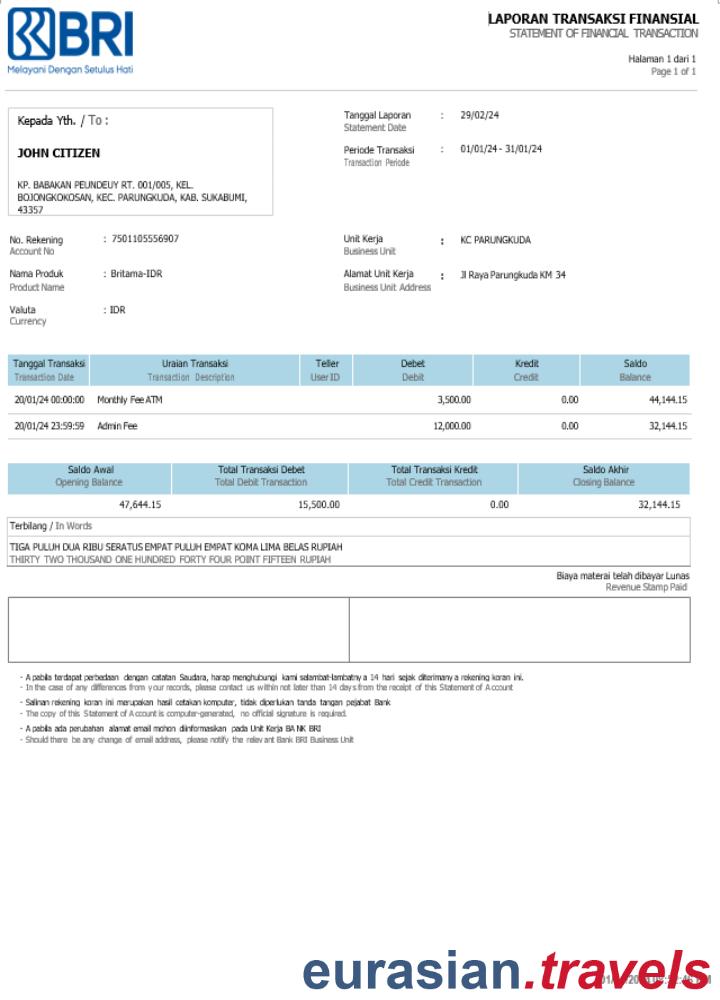 BRI
Melayani Dengan Setulus Hati
LAPORAN TRANSAKSI FINANSIAL
STATEMENT OF FINANCIAL TRANSACTION
Halaman 1 dari 1
Page 1 of 1
Kepada Yth. / To :
JOHN CITIZEN
KP. BABAKAN PEUNDEUY RT. 001/005, KEL.
BOJONGKOKOSAN, KEC. PARUNGKUDA, KAB. SUKABUMI,
43357
Tanggal Laporan : 29/02/24
Statement Date
Periode Transaksi : 01/01/24 - 31/01/24
Transaction Periode
No. Rekening : 7501105556907
Account No
Nama Produk : Britama-IDR
Product Name
Valuta : IDR
Currency
Unit Kerja : KC PARUNGKUDA
Business Unit
Alamat Unit Kerja : Jl Raya Parungkuda KM 34
Business Unit Address
Tanggal Transaksi Uraian Transaksi Teller Debet Kredit Saldo
Transaction Date Transaction Description User ID Debit Credit Balance
20/01/24 00:00:00 Monthly Fee ATM 3,500.00 0.00 44,144.15
20/01/24 23:59:59 Admin Fee 12,000.00 0.00 32,144.15
Saldo Awal Total Transaksi Debet Total Transaksi Kredit Saldo Akhir
Opening Balance Total Debit Transaction Total Credit Transaction Closing Balance
47,644.15 15,500.00 0.00 32,144.15
Terbilang / In Words
TIGA PULUH DUA RIBU SERATUS EMPAT PULUH EMPAT KOMA LIMA BELAS RUPIAH
THIRTY TWO THOUSAND ONE HUNDRED FORTY FOUR POINT FIFTEEN RUPIAH
Biaya materai telah dibayar Lunas
Revenue Stamp Paid
- Apabila terdapat perbedaan dengan catatan Saudara, harap menghubungi kami selambat-lambatnya 14 hari sejak diterimanya rekening koran ini.
- In the case of any differences from your records, please contact us within not later than 14 days from the receipt of this Statement of Account
- Salinan rekening koran ini merupakan hasil cetakan komputer, tidak diperlukan tanda tangan pejabat Bank
- The copy of this Statement of Account is computer-generated, no official signature is required.
- Apabila ada perubahan alamat email mohon diinformasikan pada Unit Kerja BANK BRI
- Should there be any change of email address, please notify the relevant Bank BRI Business Unit
eurasian.travels